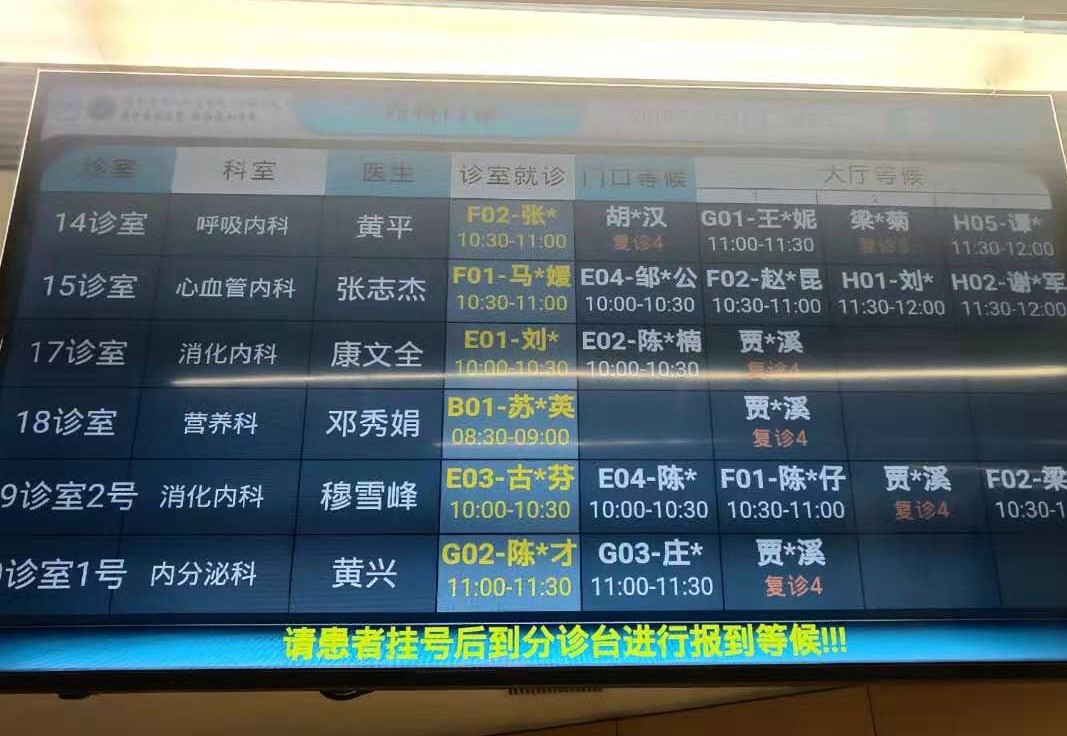 诊室 科室 医生 诊室就诊 门口等候 大厅等候
1 2 3
14诊室 呼吸内科 黄平 F02-张* 胡*汉 G01-王*妮 梁*菊 H05-谭*
10:30-11:00 复诊4 11:00-11:30 11:30-12:00
15诊室 心血管内科 张志杰 F01-马*媛 E04-邹*公 F02-赵*昆 H01-刘* H02-谢*军
10:30-11:00 10:00-10:30 10:30-11:00 11:30-12:00 11:30-12:00
17诊室 消化内科 康文全 E01-刘* E02-陈*楠 贾*溪
10:00-10:30 10:00-10:30 复诊4
18诊室 营养科 邓秀娟 B01-苏*英 贾*溪
08:30-09:00 复诊4
9诊室2号 消化内科 穆雪峰 E03-古*芬 E04-陈* F01-陈*仔 贾*溪 F02-梁
10:00-10:30 10:00-10:30 10:30-11:00 复诊4 10:30-1
诊室1号 内分泌科 黄兴 G02-陈*才 G03-庄* 贾*溪
11:00-11:30 11:00-11:30 复诊4
请患者挂号后到分诊台进行报到等候!!!